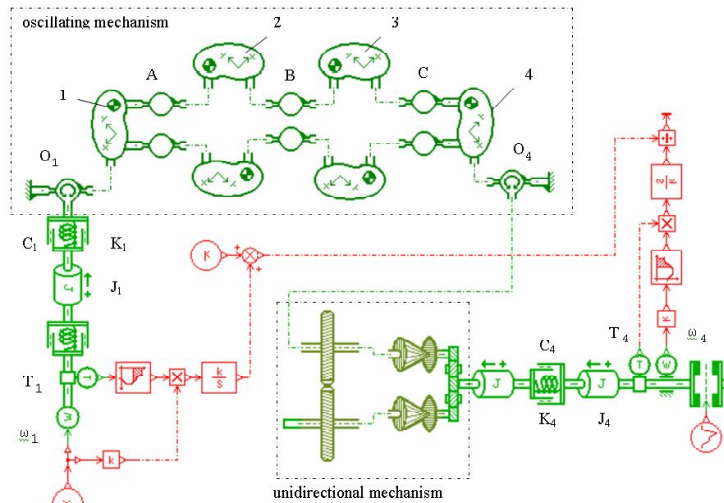 oscillating mechanism
2
3
A
B
C
1
4
O1
O4
C1
K1
J
J1
K
T4
ω4
C4
T1
T
k
s
T
W
K
J
J
K4
J4
ω1
W
k
unidirectional mechanism